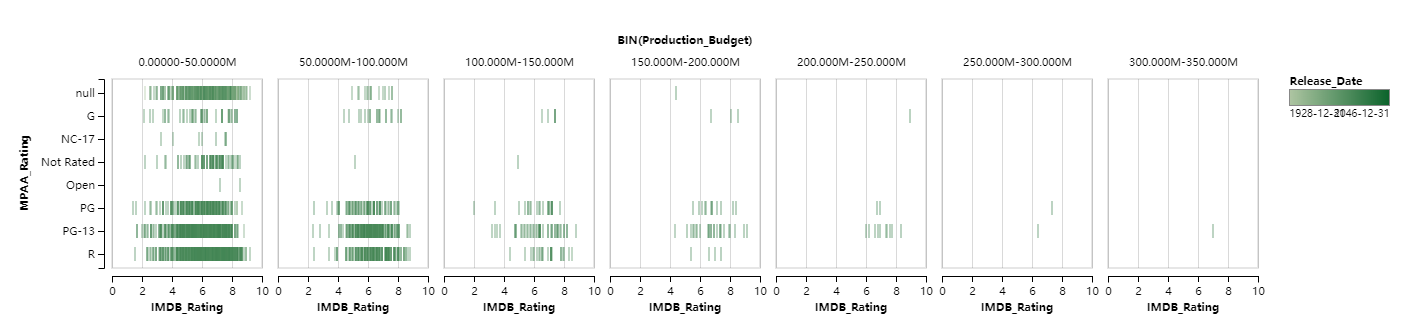 BIN(Production_Budget)
0.00000-50.0000M 50.0000M-100.000M 100.000M-150.000M 150.000M-200.000M 200.000M-250.000M 250.000M-300.000M 300.000M-350.000M
MPAA_Rating
null
G
NC-17
Not Rated
Open
PG
PG-13
R
0 2 4 6 8 10 0 2 4 6 8 10 0 2 4 6 8 10 0 2 4 6 8 10 0 2 4 6 8 10 0 2 4 6 8 10 0 2 4 6 8 10
IMDB_Rating IMDB_Rating IMDB_Rating IMDB_Rating IMDB_Rating IMDB_Rating IMDB_Rating
Release_Date